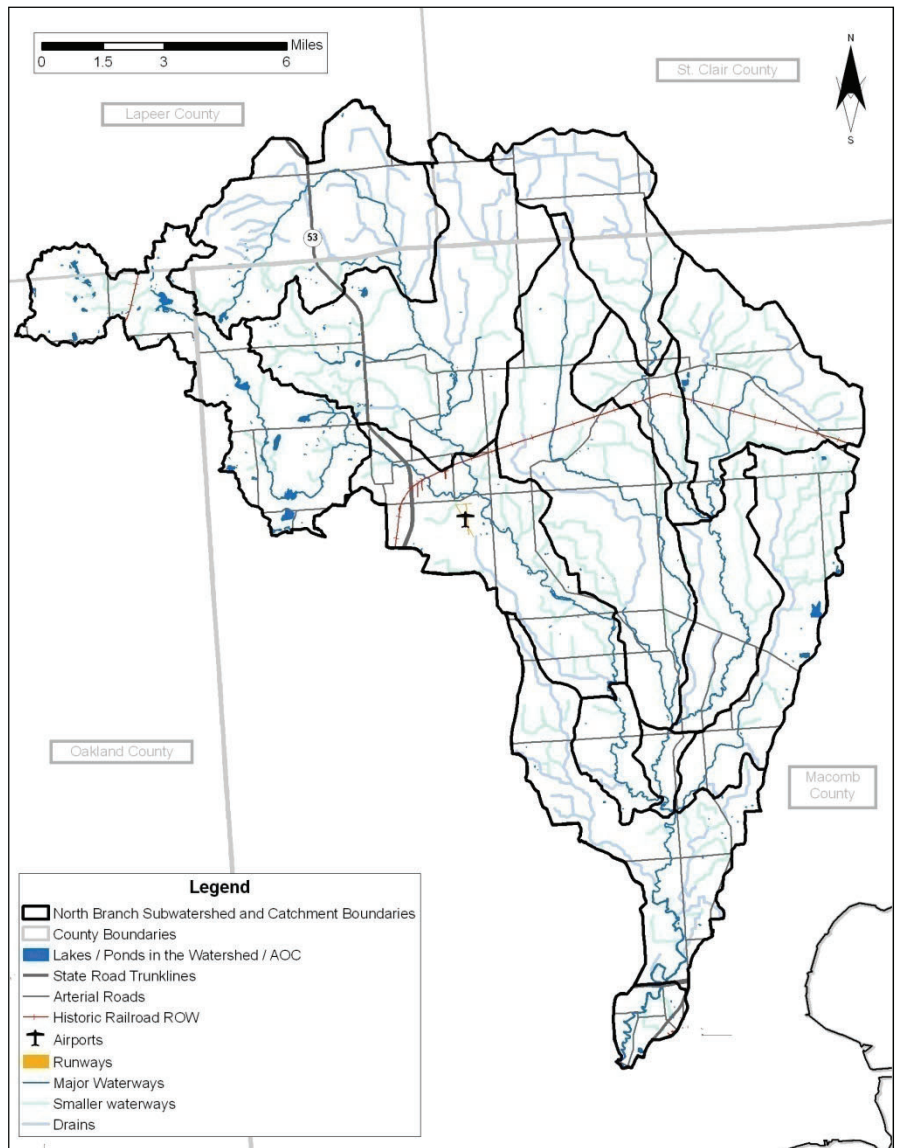 Miles
0 1.5 3 6
N
S
St. Clair County
Lapeer County
53
Oakland County
Macomb
County
Legend
North Branch Subwatershed and Catchment Boundaries
County Boundaries
Lakes / Ponds in the Watershed / AOC
State Road Trunklines
Arterial Roads
Historic Railroad ROW
Airports
Runways
Major Waterways
Smaller waterways
Drains